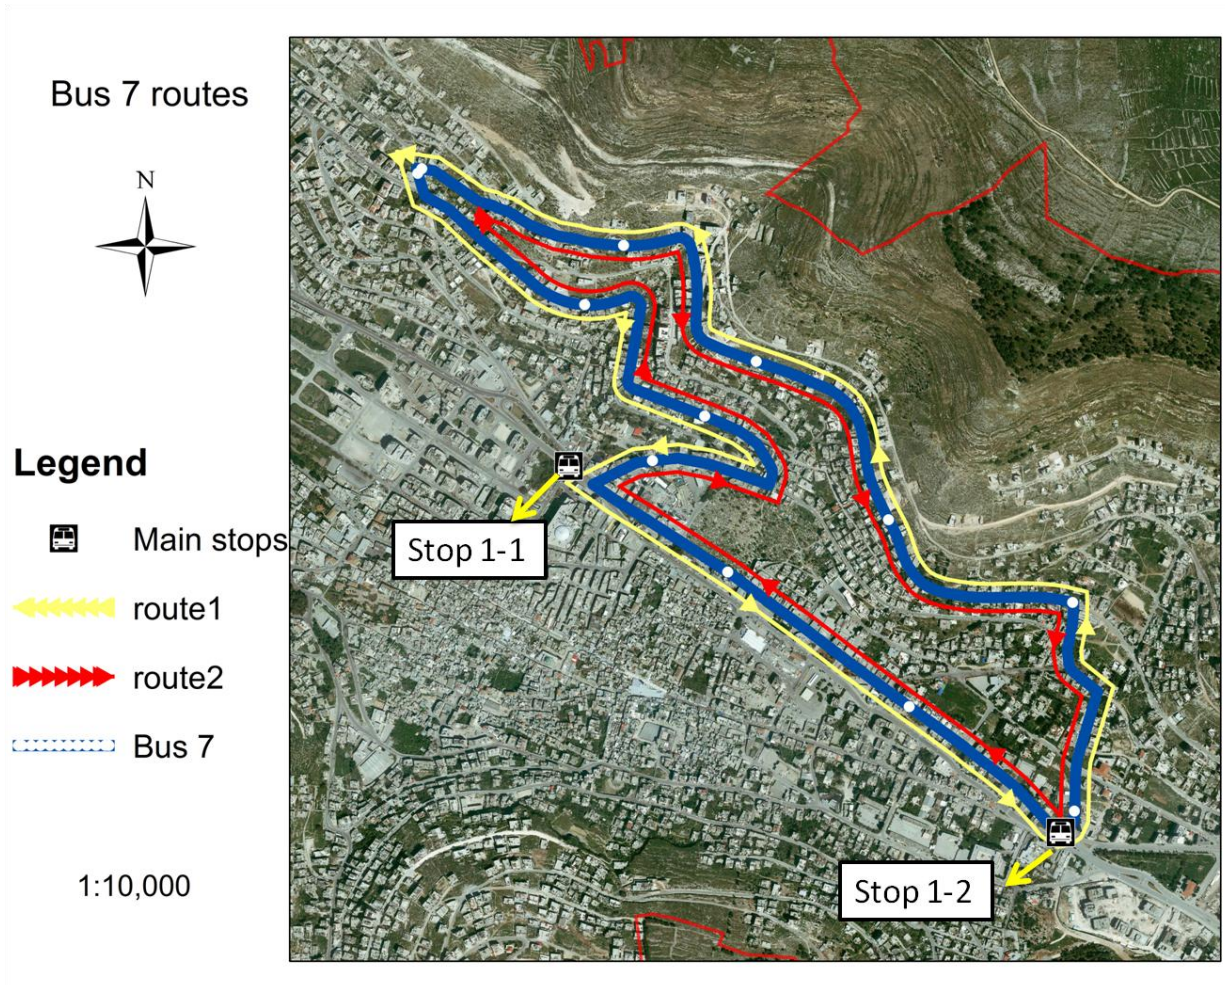 Bus 7 routes
N
Legend
Main stops
route1
route2
Bus 7
1:10,000
Stop 1-1
Stop 1-2